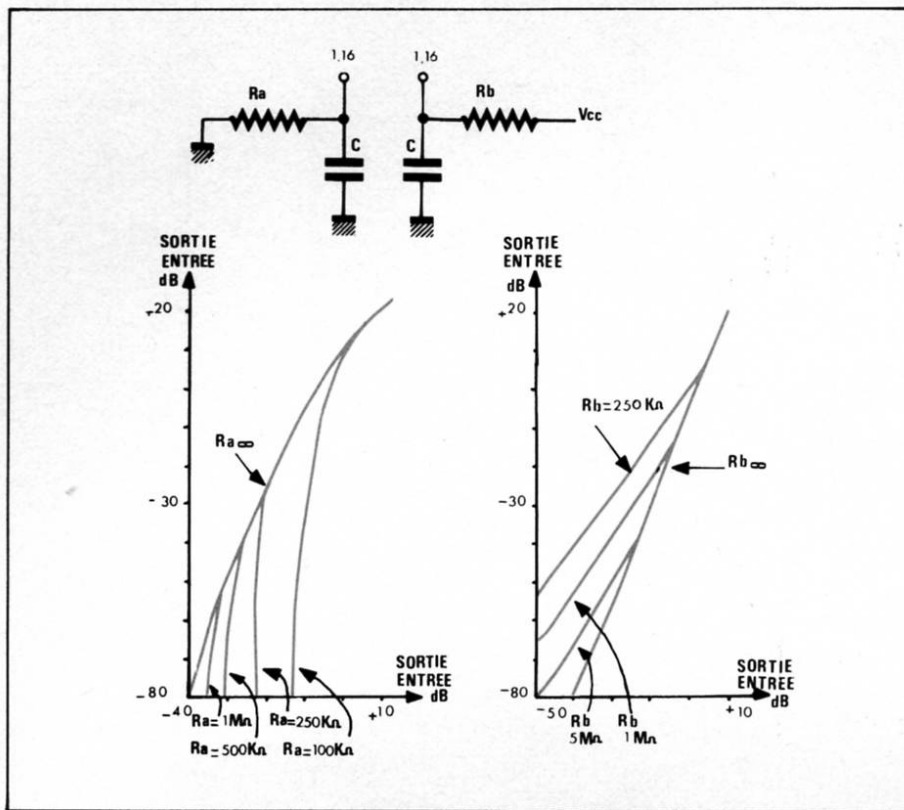 1,16
1,16
Ra
Rb
Vcc
C
C
SORTIE
ENTREE
dB
+20
-30
-80
-40
+10
Ra∞
Ra=1MΩ
Ra=250KΩ
Ra=500KΩ
Ra=100KΩ
SORTIE
ENTREE
dB
SORTIE
ENTREE
dB
+20
-30
-80
-50
+10
Rb=250KΩ
Rb∞
Rb
5MΩ
Rb
1MΩ
SORTIE
ENTREE
dB